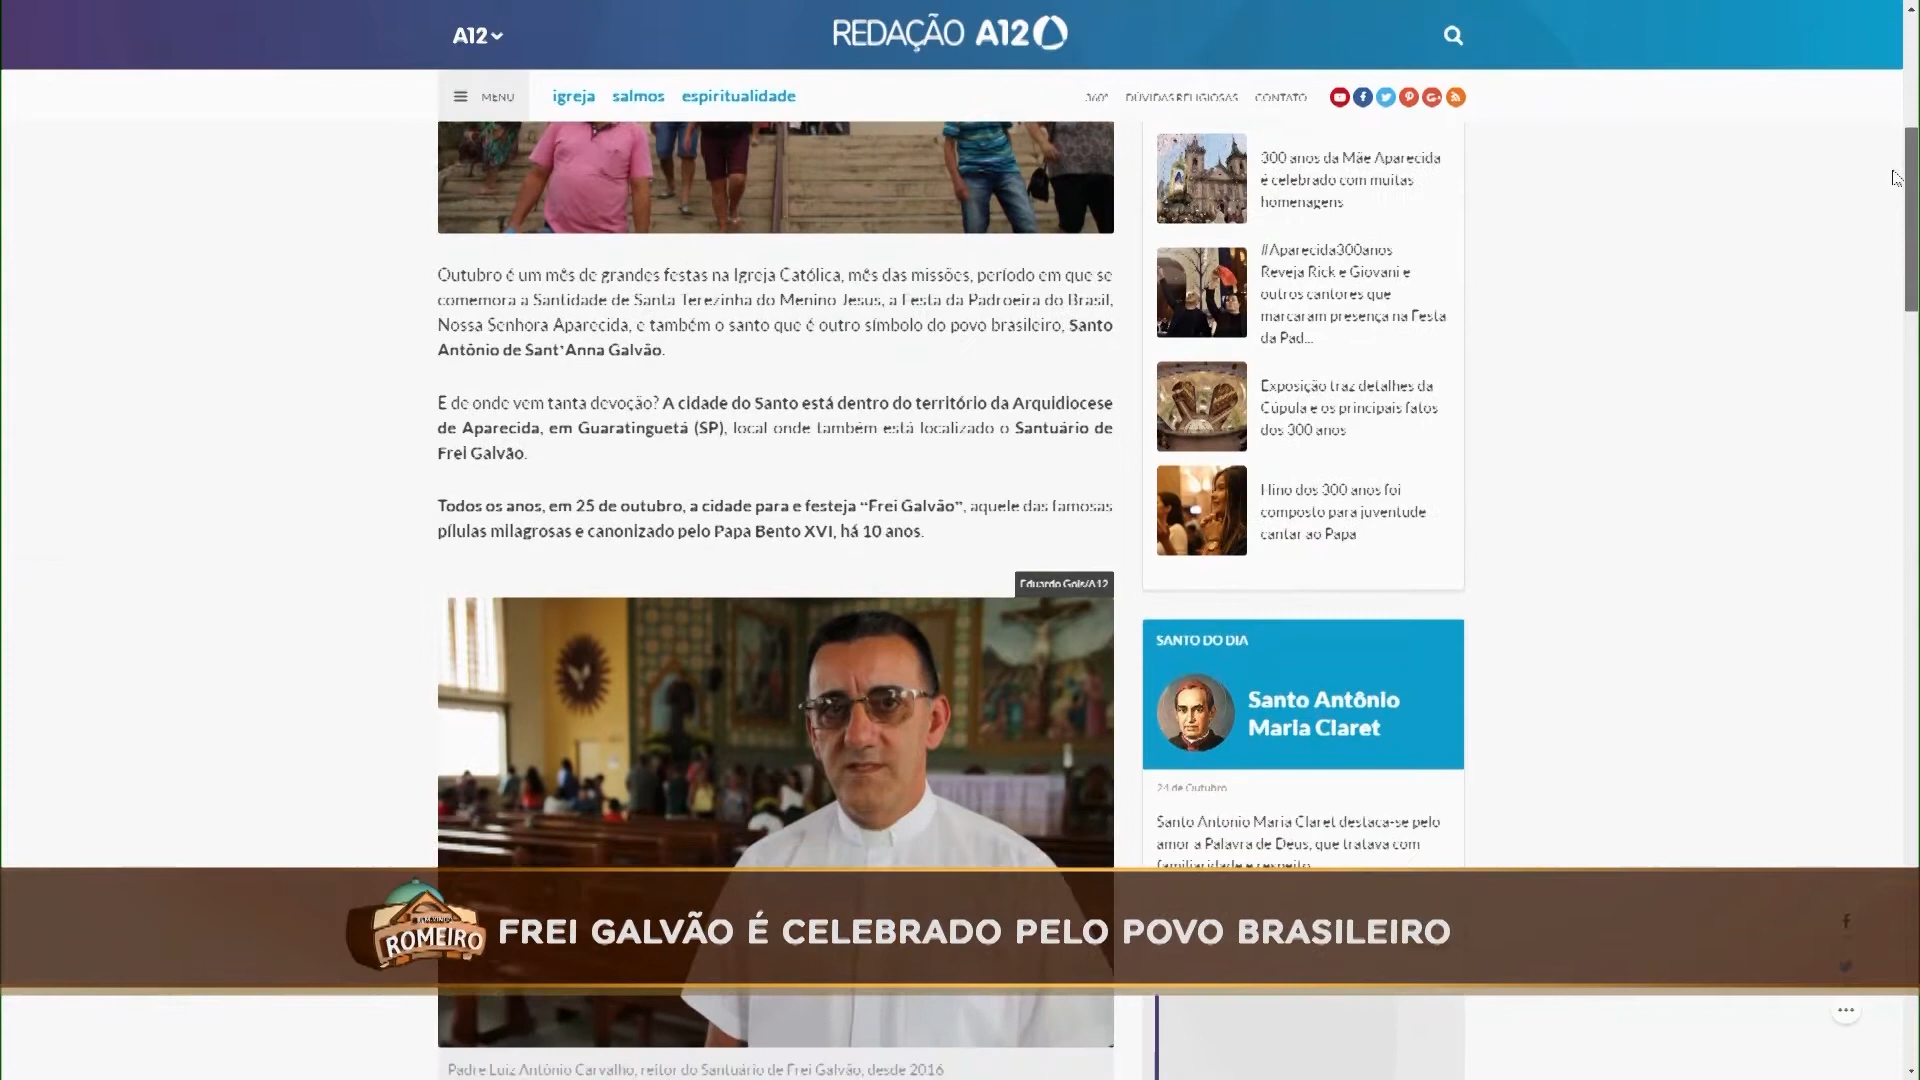 A12
REDAÇÃO A12
MENU
igreja salmos espiritualidade
360º DÚVIDAS RELIGIOSAS CONTATO
Outubro é um mês de grandes festas na Igreja Católica, mês das missões, período em que se
comemora a Santidade de Santa Terezinha do Menino Jesus, a Festa da Padroeira do Brasil,
Nossa Senhora Aparecida, e também o santo que é outro símbolo do povo brasileiro, Santo
Antônio de Sant'Anna Galvão.
E de onde vem tanta devoção? A cidade do Santo está dentro do território da Arquidiocese
de Aparecida, em Guaratinguetá (SP), local onde também está localizado o Santuário de
Frei Galvão.
Todos os anos, em 25 de outubro, a cidade para e festeja “Frei Galvão”, aquele das famosas
pílulas milagrosas e canonizado pelo Papa Bento XVI, há 10 anos.
Eduardo Gois/A12
Padre Luiz Antônio Carvalho, reitor do Santuário de Frei Galvão, desde 2016
300 anos da Mãe Aparecida
é celebrado com muitas
homenagens
#Aparecida300anos
Reveja Rick e Giovani e
outros cantores que
marcaram presença na Festa
da Pad...
Exposição traz detalhes da
Cúpula e os principais fatos
dos 300 anos
Hino dos 300 anos foi
composto para juventude
cantar ao Papa
SANTO DO DIA
Santo Antônio
Maria Claret
24 de Outubro
Santo Antonio Maria Claret destaca-se pelo
amor a Palavra de Deus, que tratava com
familiaridade e respeito
ROMEIRO
FREI GALVÃO É CELEBRADO PELO POVO BRASILEIRO